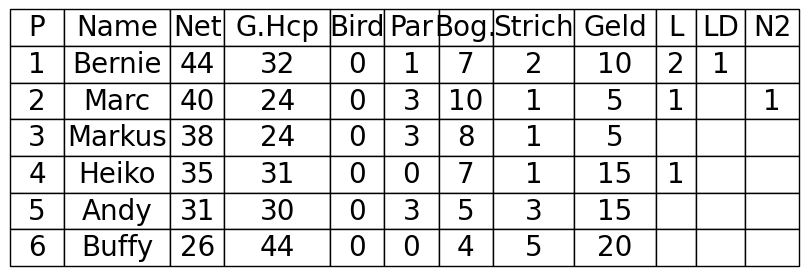 P Name Net G.Hcp Bird Par Bog. Strich Geld L LD N2
1 Bernie 44 32 0 1 7 2 10 2 1
2 Marc 40 24 0 3 10 1 5 1 1
3 Markus 38 24 0 3 8 1 5
4 Heiko 35 31 0 0 7 1 15 1
5 Andy 31 30 0 3 5 3 15
6 Buffy 26 44 0 0 4 5 20